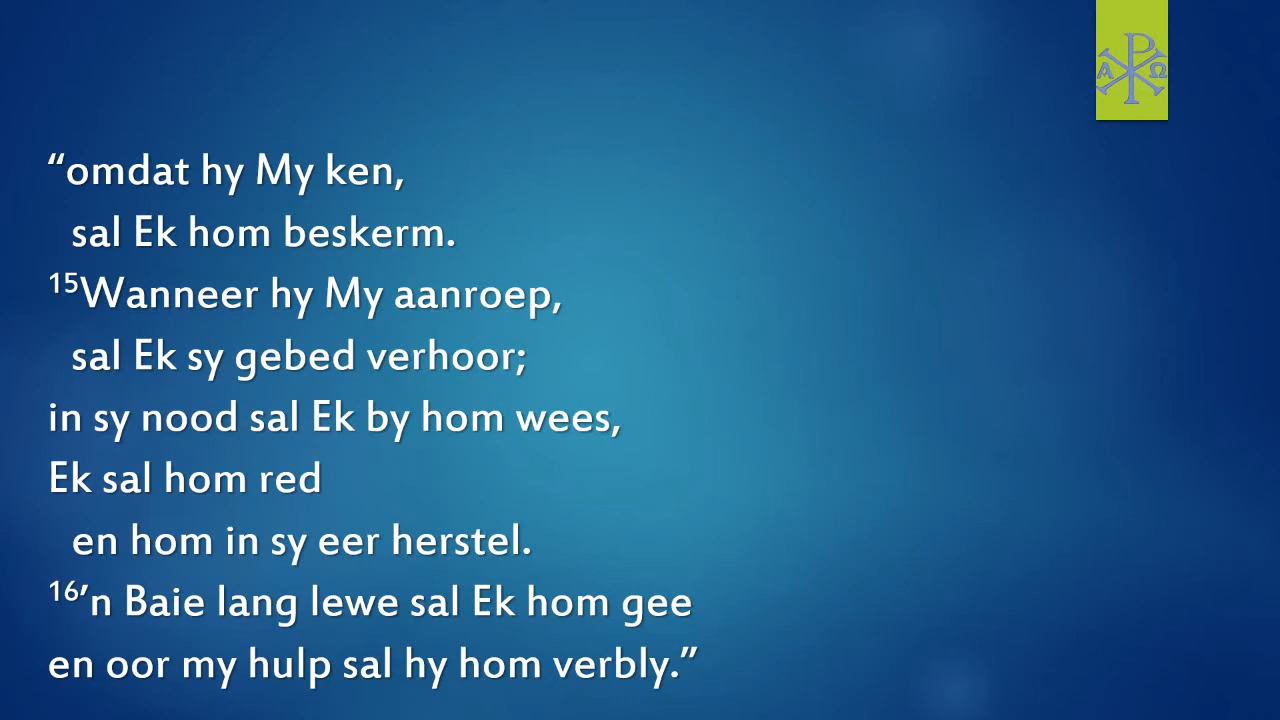 “omdat hy My ken,
sal Ek hom beskerm.
¹⁵Wanneer hy My aanroep,
sal Ek sy gebed verhoor;
in sy nood sal Ek by hom wees,
Ek sal hom red
en hom in sy eer herstel.
¹⁶’n Baie lang lewe sal Ek hom gee
en oor my hulp sal hy hom verbly.”
Α Ω